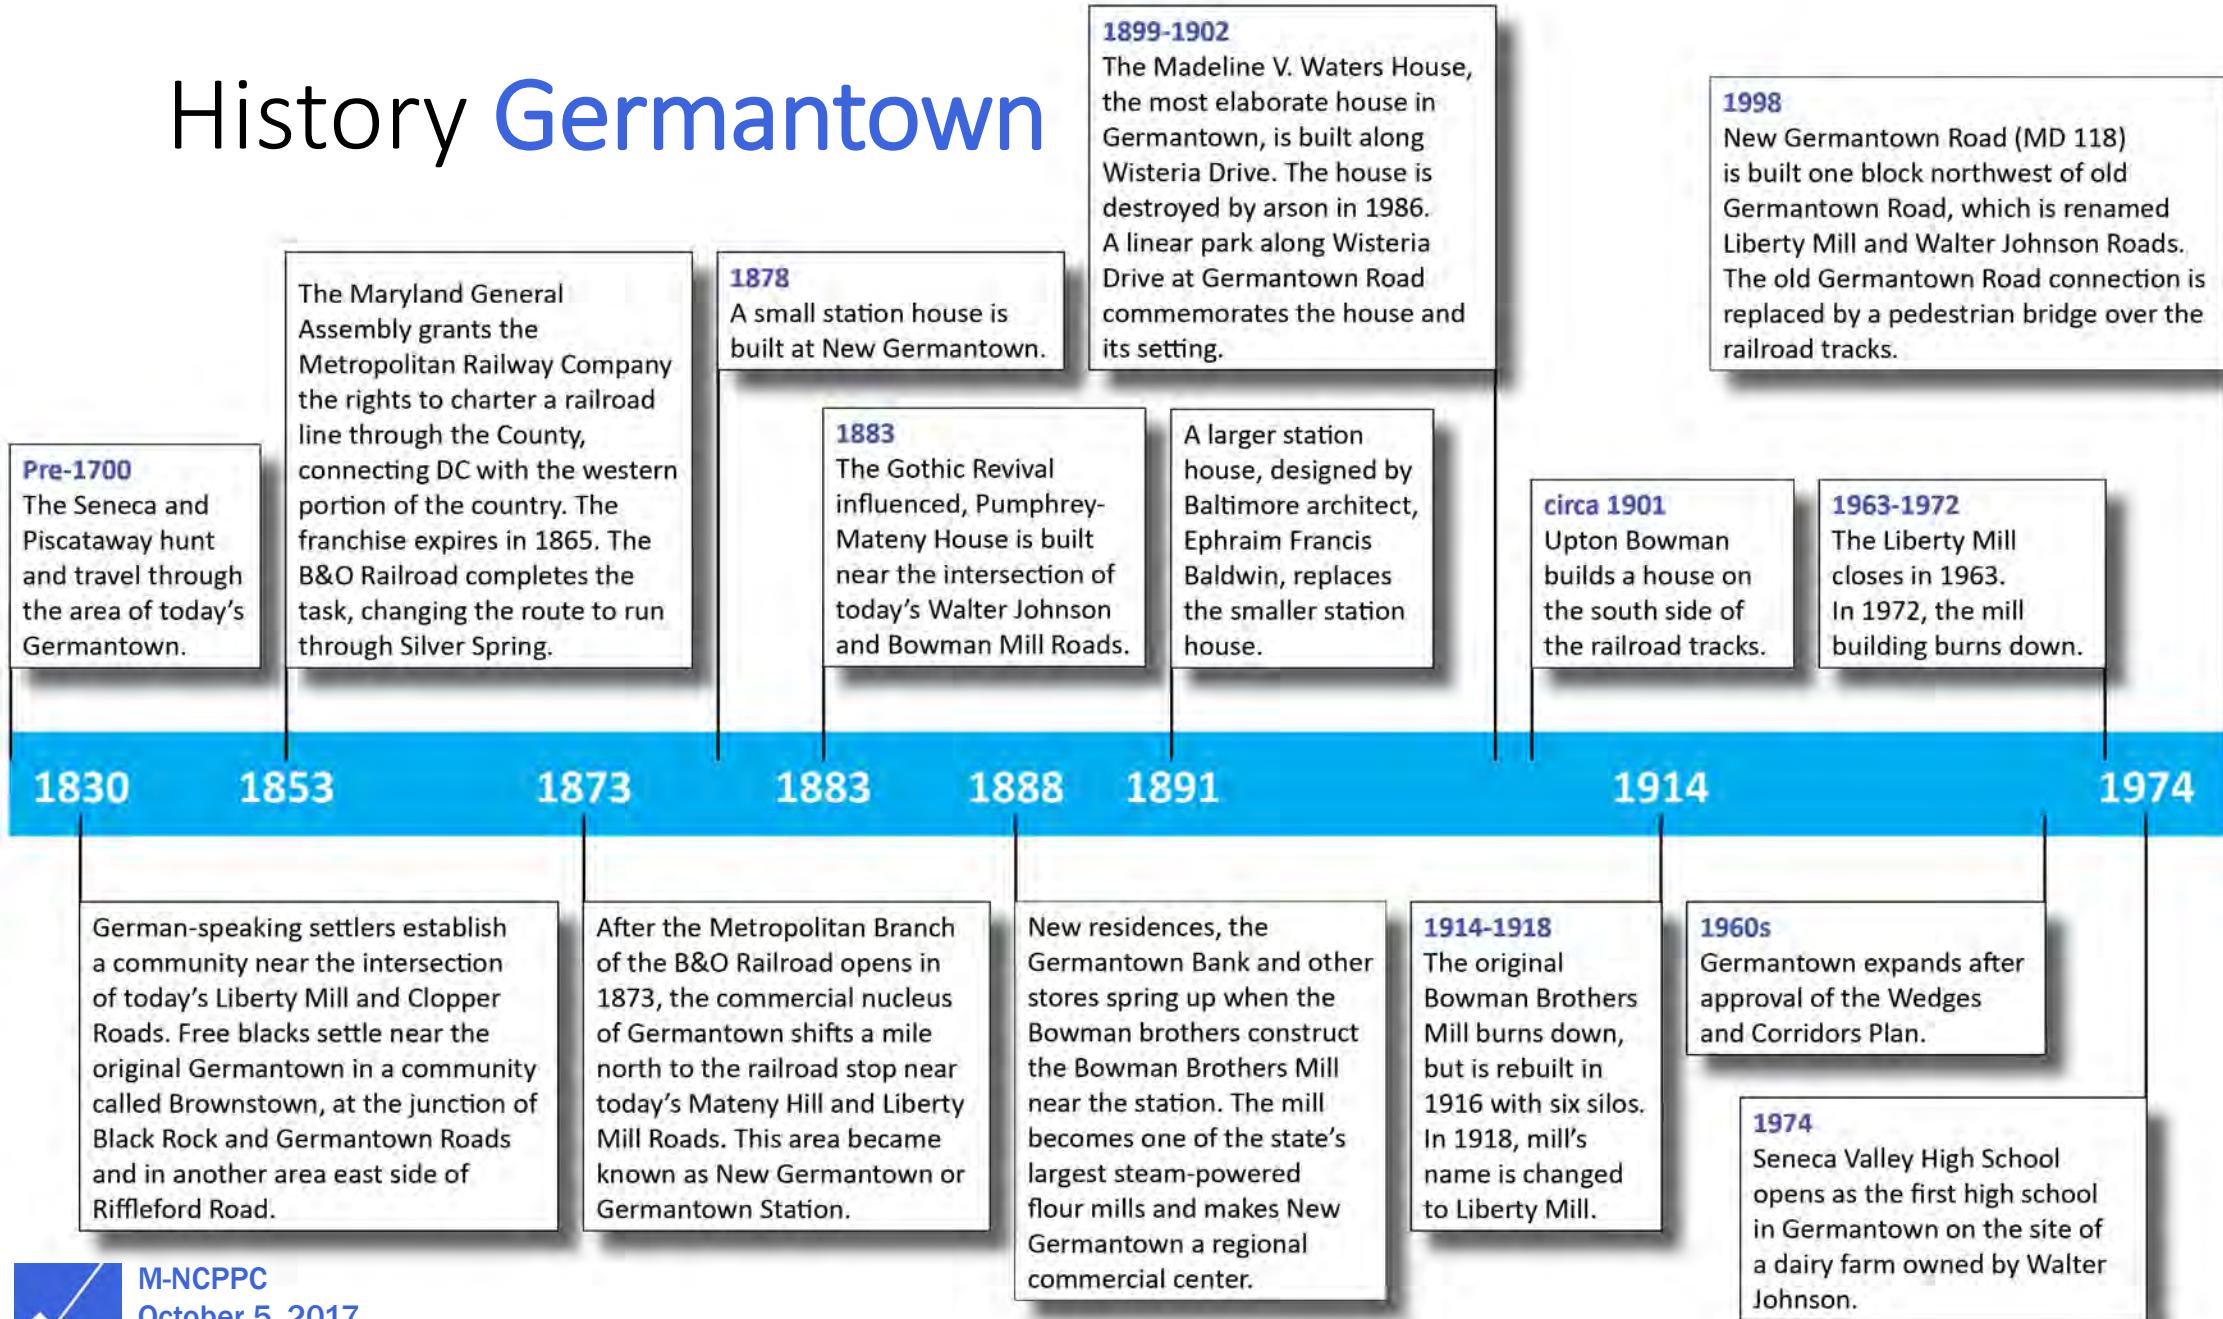 History Germantown
Pre-1700
The Seneca and
Piscataway hunt
and travel through
the area of today's
Germantown.
The Maryland General
Assembly grants the
Metropolitan Railway Company
the rights to charter a railroad
line through the County,
connecting DC with the western
portion of the country. The
franchise expires in 1865. The
B&O Railroad completes the
task, changing the route to run
through Silver Spring.
1878
A small station house is
built at New Germantown.
1883
The Gothic Revival
influenced, Pumphrey-
Mateny House is built
near the intersection of
today's Walter Johnson
and Bowman Mill Roads.
1899-1902
The Madeline V. Waters House,
the most elaborate house in
Germantown, is built along
Wisteria Drive. The house is
destroyed by arson in 1986.
A linear park along Wisteria
Drive at Germantown Road
commemorates the house and
its setting.
A larger station
house, designed by
Baltimore architect,
Ephraim Francis
Baldwin, replaces
the smaller station
house.
circa 1901
Upton Bowman
builds a house on
the south side of
the railroad tracks.
1963-1972
The Liberty Mill
closes in 1963.
In 1972, the mill
building burns down.
1998
New Germantown Road (MD 118)
is built one block northwest of old
Germantown Road, which is renamed
Liberty Mill and Walter Johnson Roads.
The old Germantown Road connection is
replaced by a pedestrian bridge over the
railroad tracks.
1830 1853 1873 1883 1888 1891 1914 1974
German-speaking settlers establish
a community near the intersection
of today's Liberty Mill and Clopper
Roads. Free blacks settle near the
original Germantown in a community
called Brownstown, at the junction of
Black Rock and Germantown Roads
and in another area east side of
Riffleford Road.
After the Metropolitan Branch
of the B&O Railroad opens in
1873, the commercial nucleus
of Germantown shifts a mile
north to the railroad stop near
today's Mateny Hill and Liberty
Mill Roads. This area became
known as New Germantown or
Germantown Station.
New residences, the
Germantown Bank and other
stores spring up when the
Bowman brothers construct
the Bowman Brothers Mill
near the station. The mill
becomes one of the state's
largest steam-powered
flour mills and makes New
Germantown a regional
commercial center.
1914-1918
The original
Bowman Brothers
Mill burns down,
but is rebuilt in
1916 with six silos.
In 1918, mill's
name is changed
to Liberty Mill.
1960s
Germantown expands after
approval of the Wedges
and Corridors Plan.
1974
Seneca Valley High School
opens as the first high school
in Germantown on the site of
a dairy farm owned by Walter
Johnson.
M-NCPPC
October 5, 2017